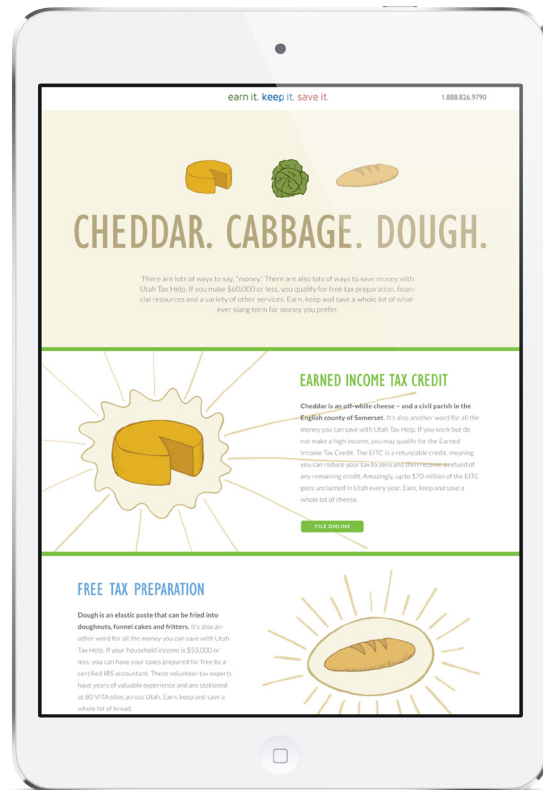 earn it. keep it. save it.
1.888.826.9790
CHEDDAR. CABBAGE. DOUGH.
There are lots of ways to say, "money." There are also lots of ways to save money with
Utah Tax Help. If you make $60,000 or less, you qualify for free tax preparation, finan-
cial resources and a variety of other services. Earn, keep and save a whole lot of what-
ever slang term for money you prefer.
EARNED INCOME TAX CREDIT
Cheddar is an off-white cheese – and a civil parish in the
English county of Somerset. It's also another word for all the
money you can save with Utah Tax Help. If you work but do
not make a high income, you may qualify for the Earned
Income Tax Credit. The EITC is a refundable credit, meaning
you can reduce your tax to zero and then receive a refund of
any remaining credit. Amazingly, up to $70 million of the EITC
goes unclaimed in Utah every year. Earn, keep and save a
whole lot of cheese.
FILE ONLINE
FREE TAX PREPARATION
Dough is an elastic paste that can be fried into
doughnuts, funnel cakes and fritters. It's also an-
other word for all the money you can save with Utah
Tax Help. If your household income is $53,000 or
less, you can have your taxes prepared for free by a
certified IRS accountant. These volunteer tax experts
have years of valuable experience and are stationed
at 80 VITA sites across Utah. Earn, keep and save a
whole lot of bread.